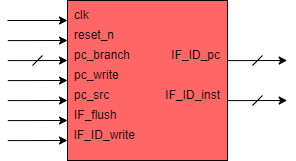 clk
reset_n
pc_branch
IF_ID_pc
pc_write
pc_src
IF_ID_inst
IF_flush
IF_ID_write